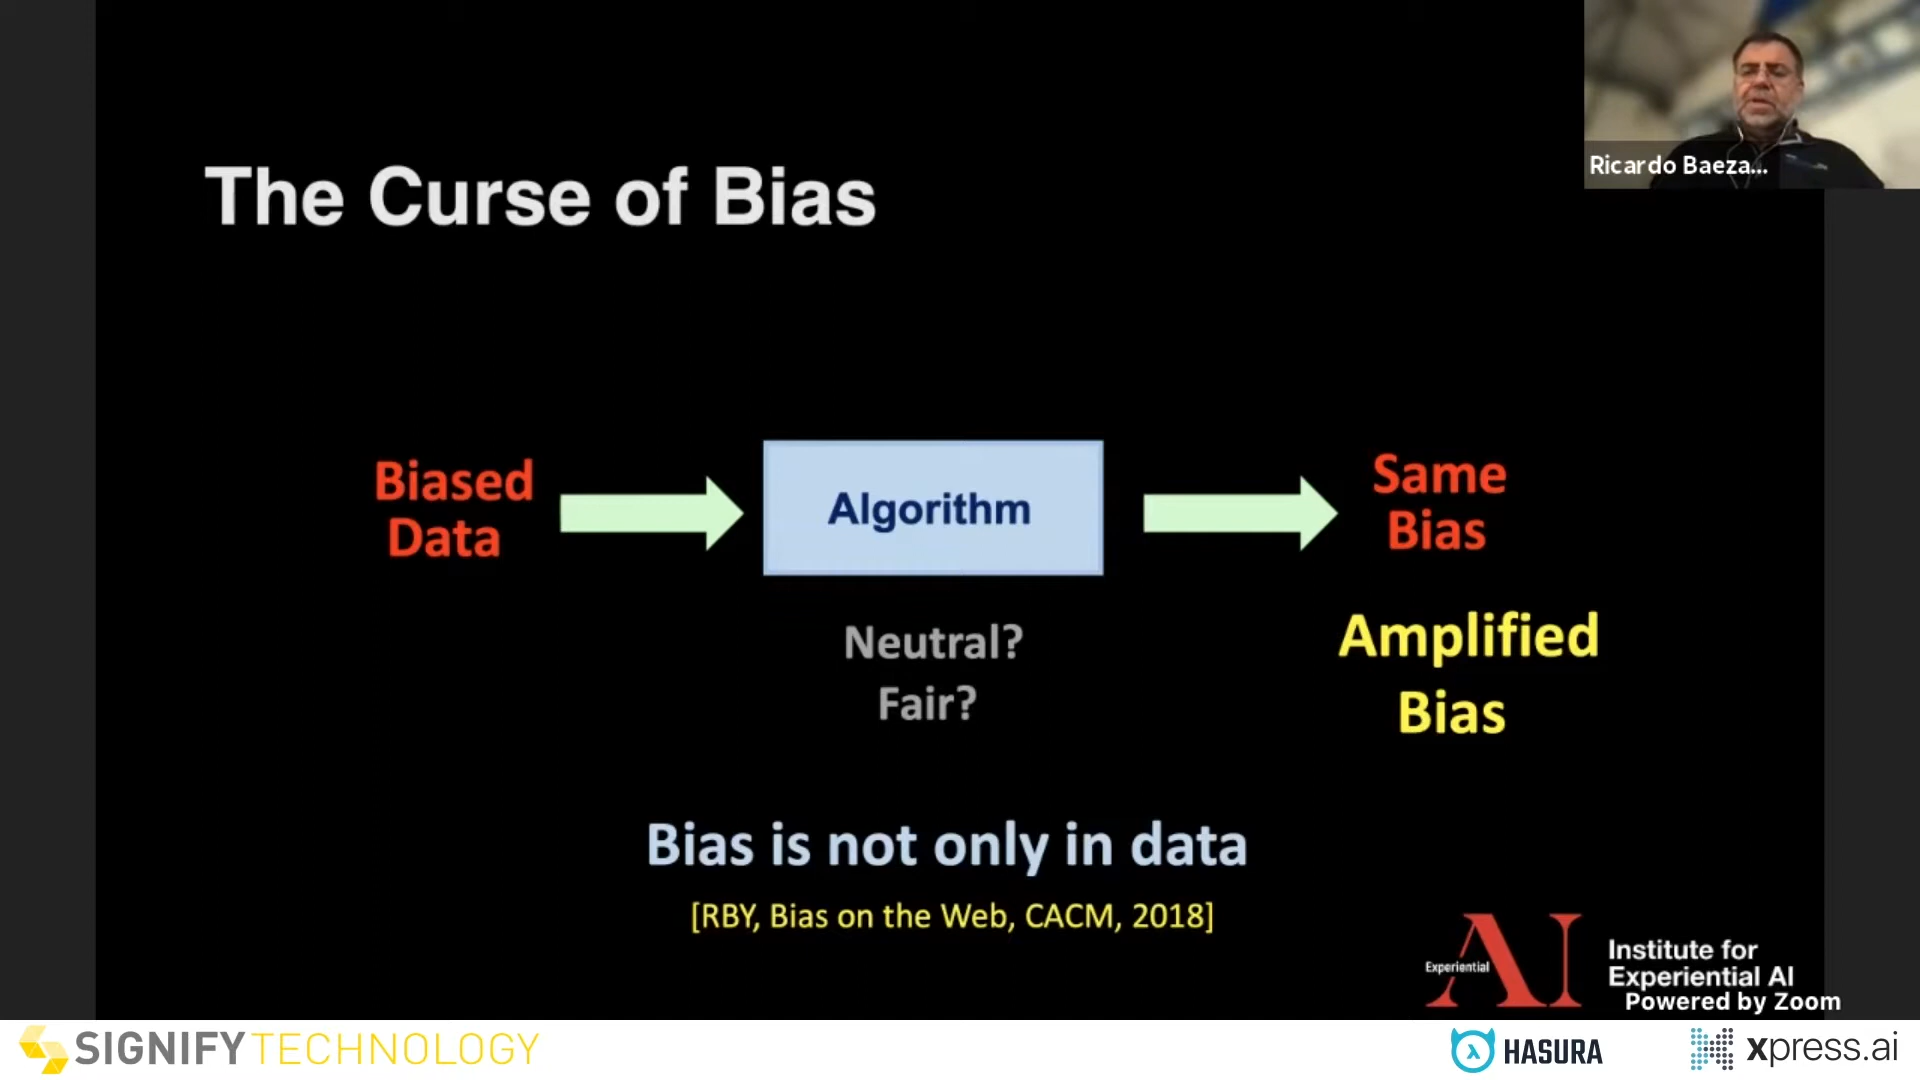 Ricardo Baeza...
The Curse of Bias
Biased
Data
Algorithm
Same
Bias
Neutral?
Fair?
Amplified
Bias
Bias is not only in data
[RBY, Bias on the Web, CACM, 2018]
Experiential
AI
Institute for
Experiential AI
Powered by Zoom
SIGNIFY TECHNOLOGY
HASURA
xpress.ai